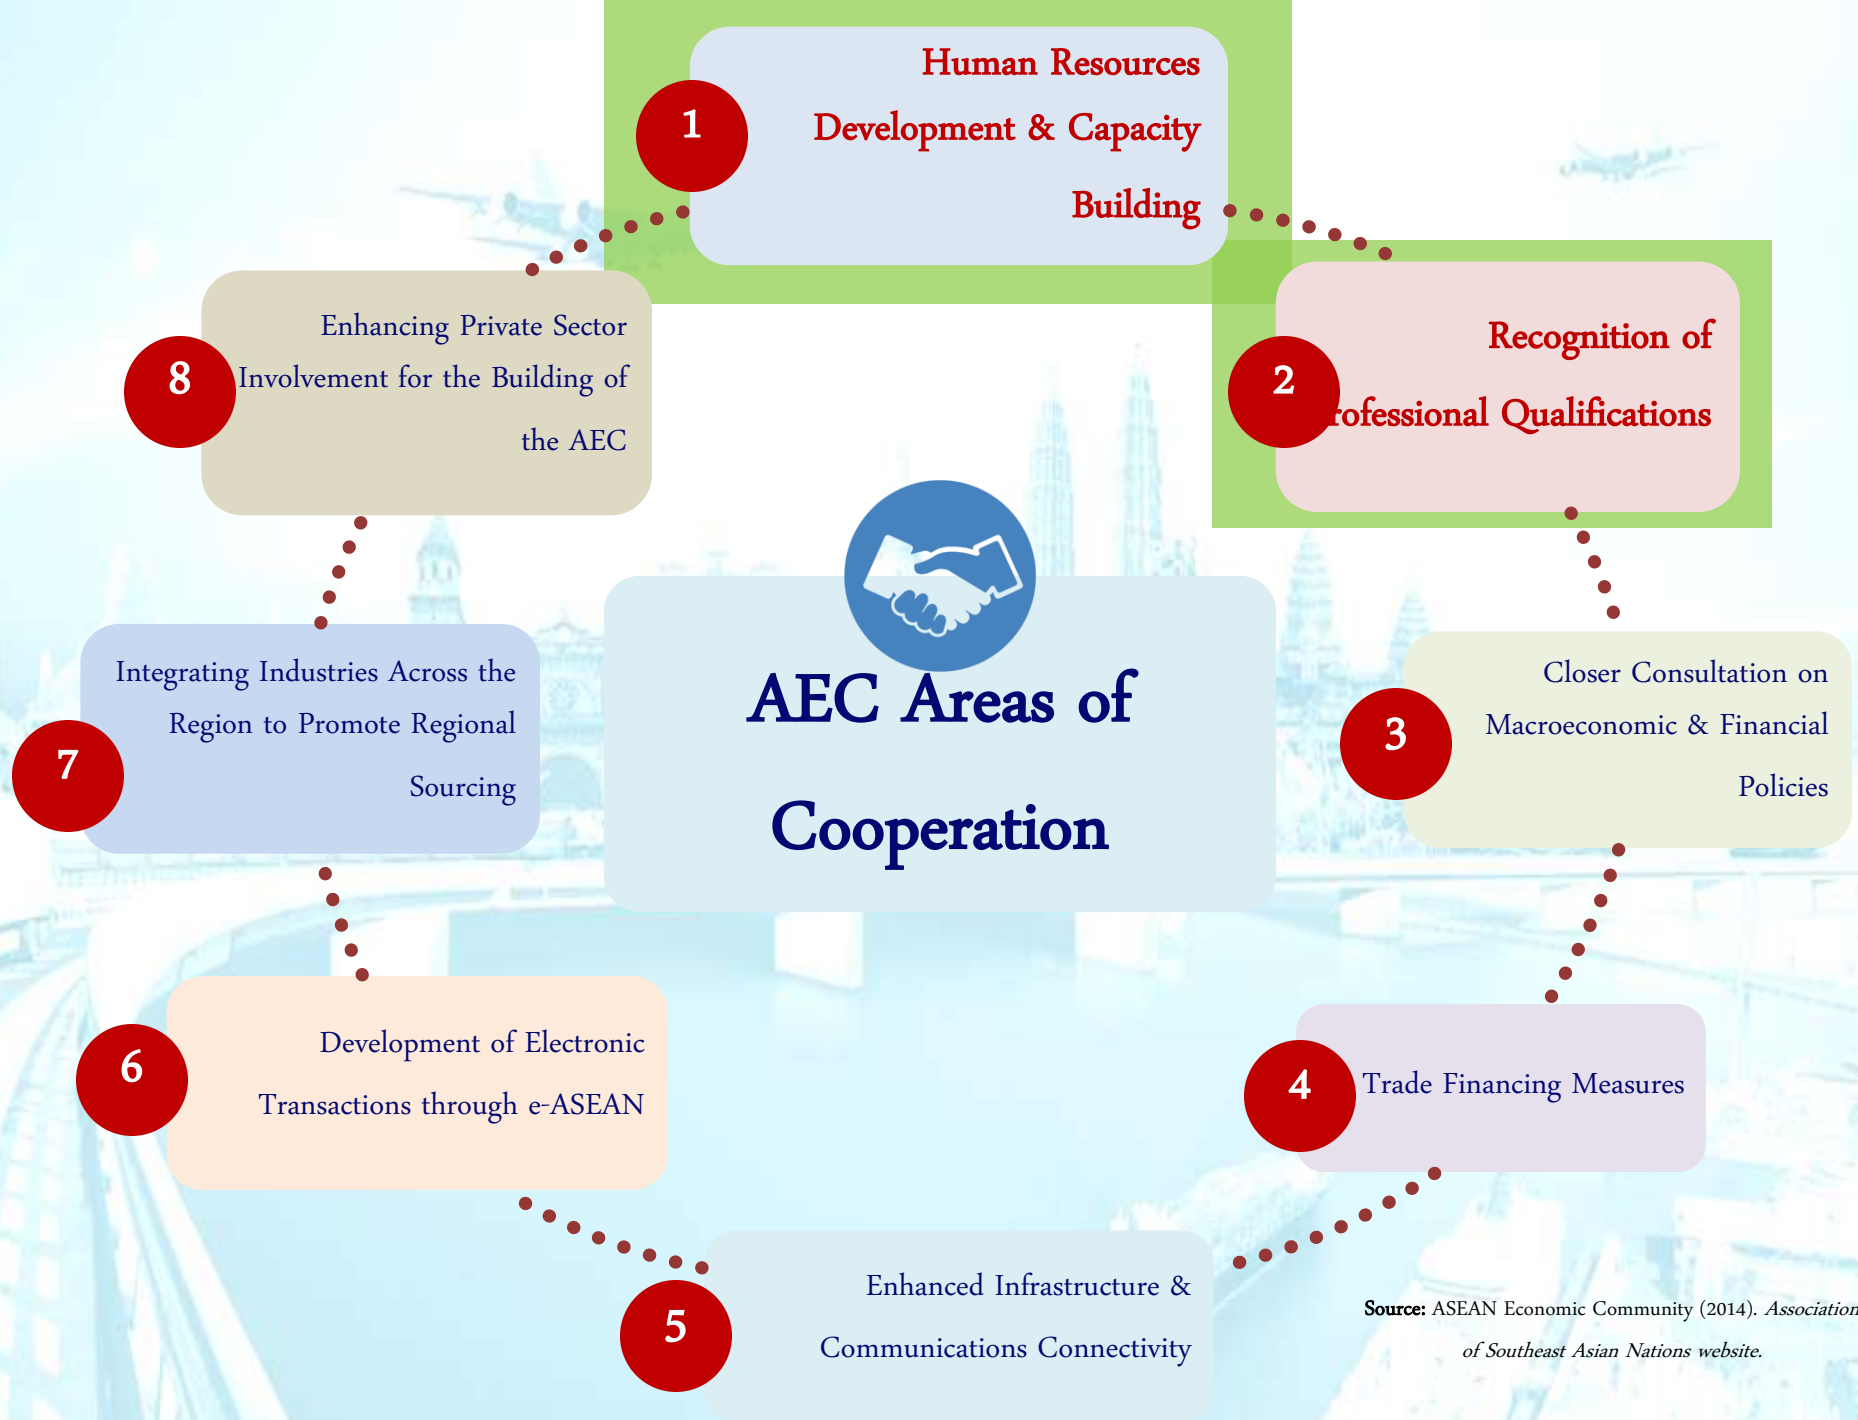 1
Human Resources
Development & Capacity
Building
2
Recognition of
rofessional Qualifications
3
Closer Consultation on
Macroeconomic & Financial
Policies
4
Trade Financing Measures
5
Enhanced Infrastructure &
Communications Connectivity
6
Development of Electronic
Transactions through e-ASEAN
7
Integrating Industries Across the
Region to Promote Regional
Sourcing
8
Enhancing Private Sector
Involvement for the Building of
the AEC
AEC Areas of
Cooperation
Source: ASEAN Economic Community (2014). Association
of Southeast Asian Nations website.